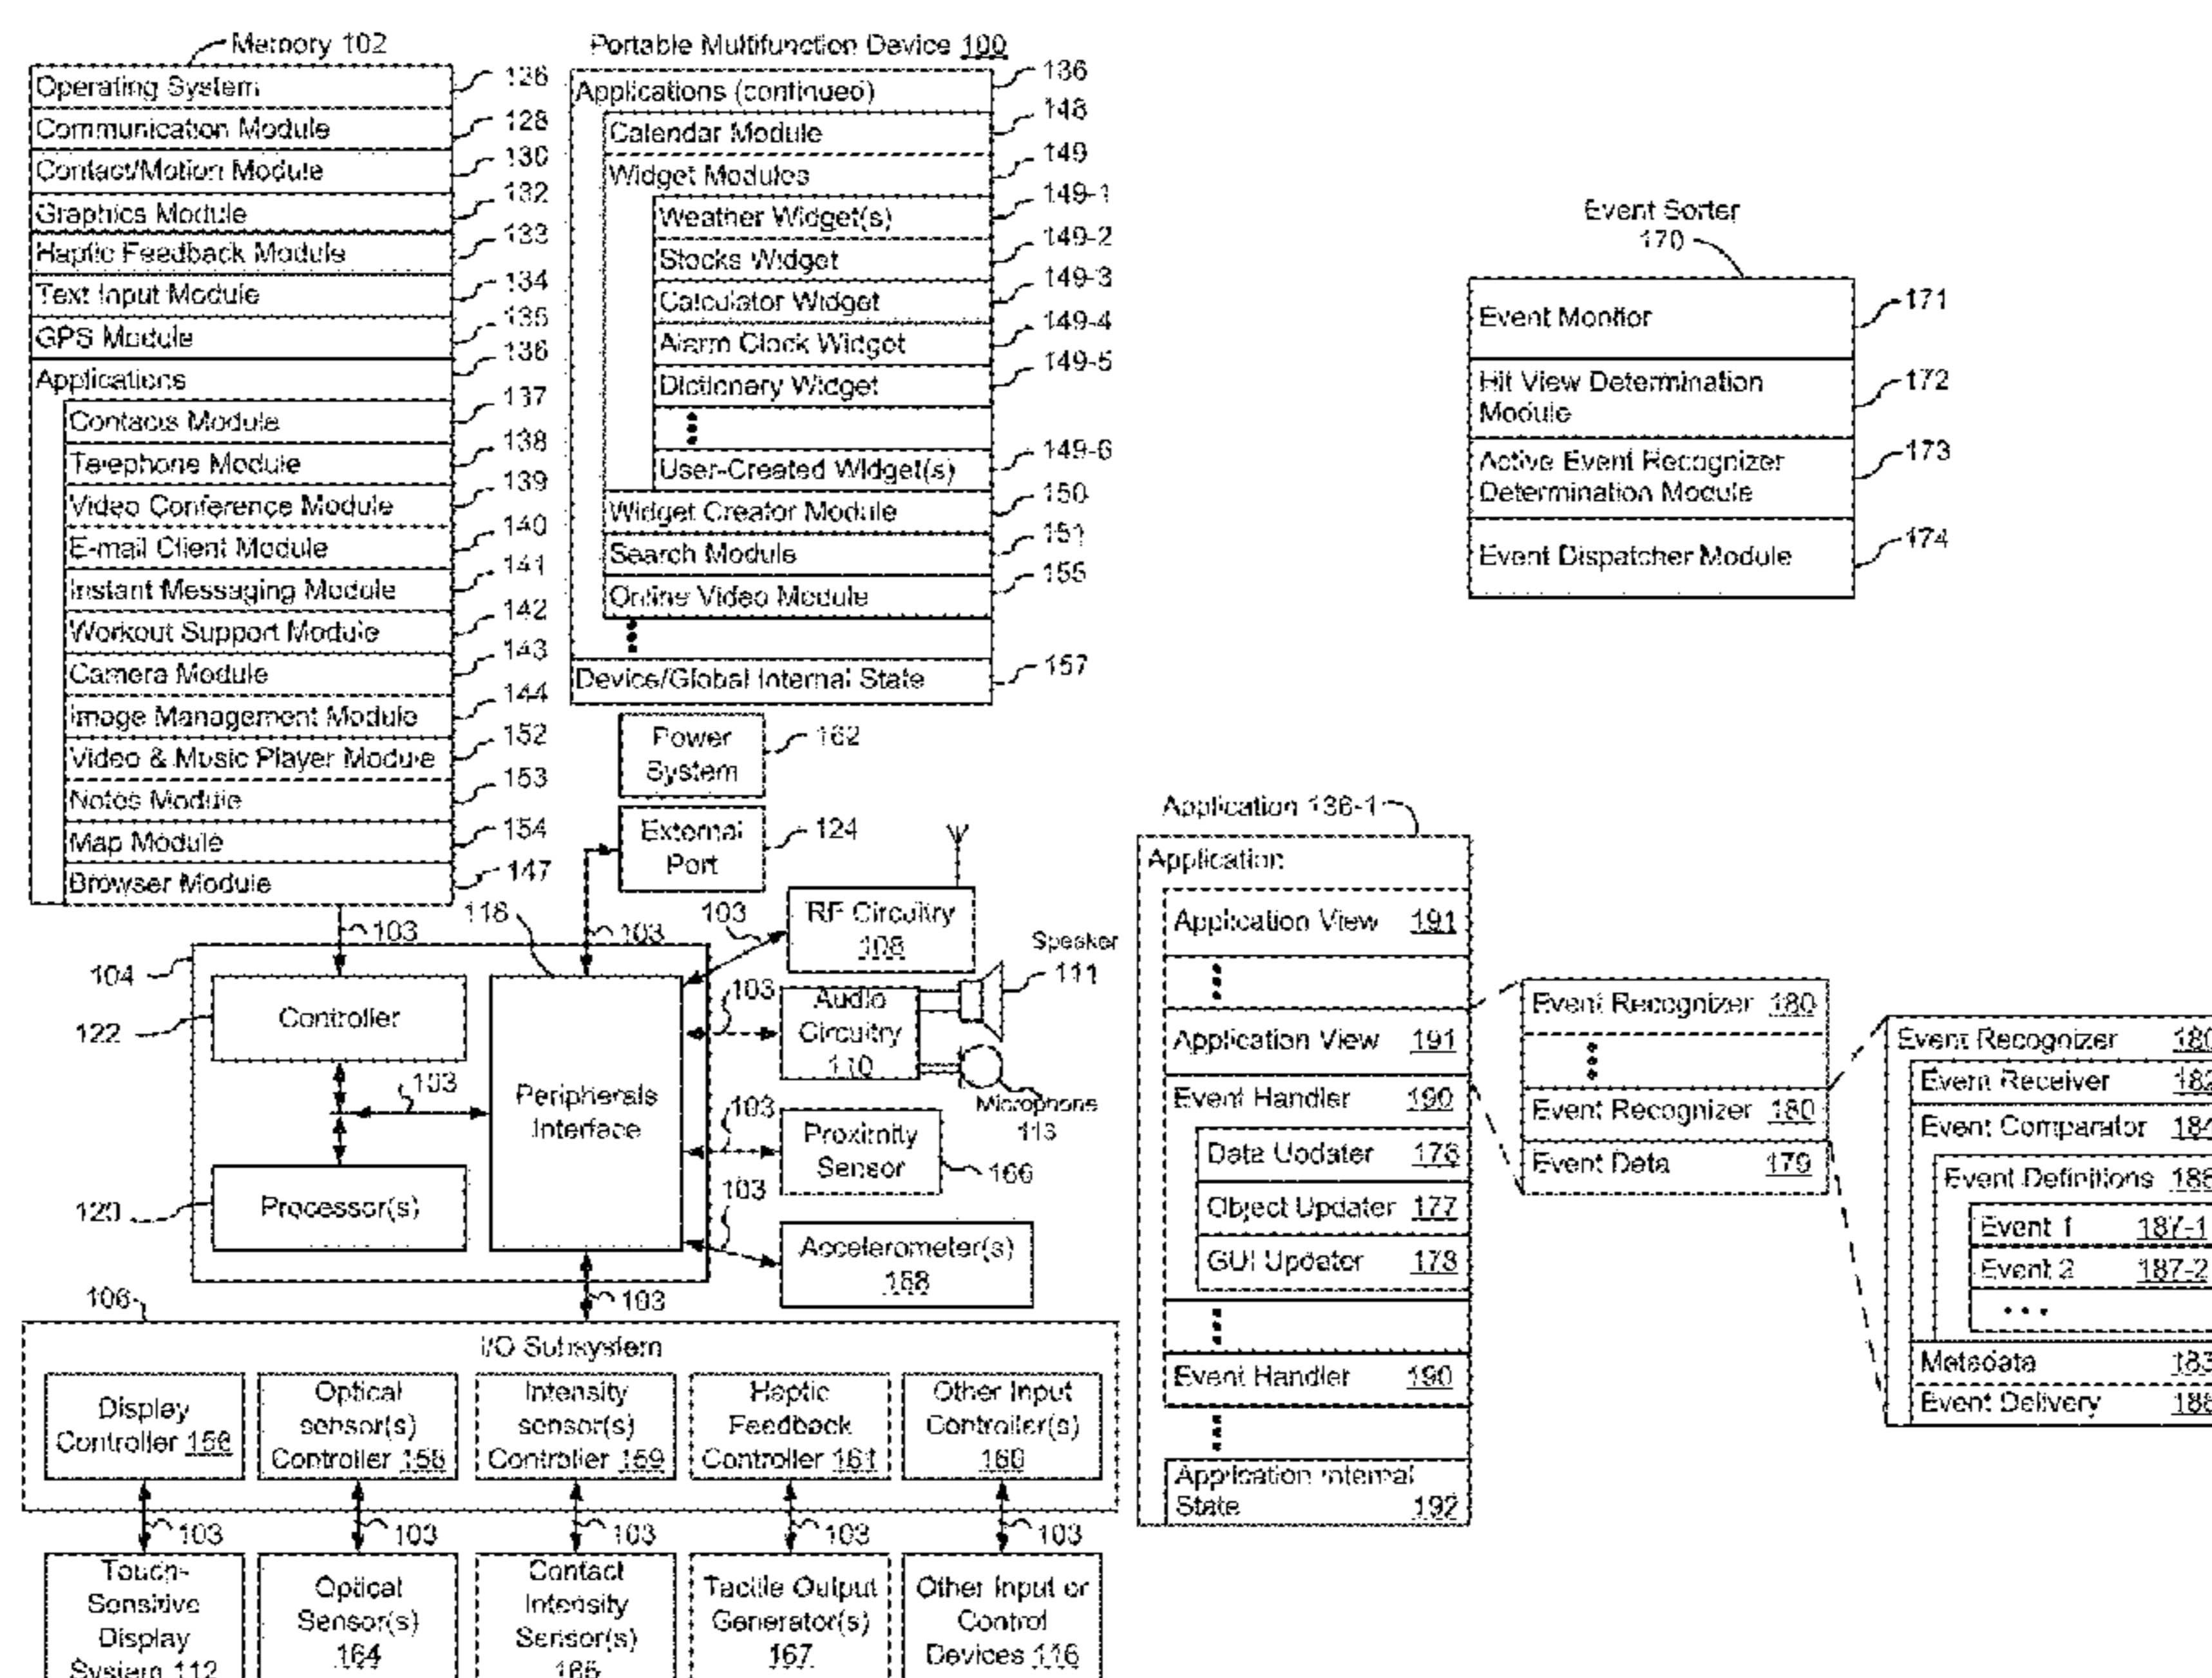 Memory 102
Operating System 126
Communication Module 128
Contact/Motion Module 130
Graphics Module 132
Haptic Feedback Module 133
Text Input Module 134
GPS Module 135
Applications 136
Contacts Module 137
Telephone Module 138
Video Conference Module 139
E-mail Client Module 140
Instant Messaging Module 141
Workout Support Module 142
Camera Module 143
Image Management Module 144
Video & Music Player Module 152
Notes Module 153
Map Module 154
Browser Module 147
Portable Multifunction Device 100
Applications (continued) 136
Calendar Module 148
Widget Modules 149
Weather Widget(s) 149-1
Stocks Widget 149-2
Calculator Widget 149-3
Alarm Clock Widget 149-4
Dictionary Widget 149-5
User-Created Widget(s) 149-6
Widget Creator Module 150
Search Module 151
Online Video Module 155
Device/Global Internal State 157
Power
System
162
External
Port
124
103
118
103
103
RF Circuitry
108
Speaker
111
104
122
Controller
103
Audio
Circuitry
110
Microphone
113
103
Peripherals
Interface
103
Proximity
Sensor
166
120
Processor(s)
103
Accelerometer(s)
168
103
106
I/O Subsystem
Display
Controller 156
Optical
sensor(s)
Controller 158
Intensity
sensor(s)
Controller 159
Haptic
Feedback
Controller 161
Other Input
Controller(s)
160
103
103
103
103
103
Touch-
Sensitive
Display
System 112
Optical
Sensor(s)
164
Contact
Intensity
Sensor(s)
165
Tactile Output
Generator(s)
167
Other Input or
Control
Devices 116
Event Sorter
170
Event Monitor 171
Hit View Determination
Module
172
Active Event Recognizer
Determination Module
173
Event Dispatcher Module 174
Application 136-1
Application
Application View 191
Application View 191
Event Handler 190
Data Updater 176
Object Updater 177
GUI Updater 178
Event Handler 190
Application Internal
State 192
Event Recognizer 180
Event Recognizer 180
Event Data 179
Event Recognizer 180
Event Receiver 182
Event Comparator 184
Event Definitions 186
Event 1 187-1
Event 2 187-2
Metadata 183
Event Delivery 188